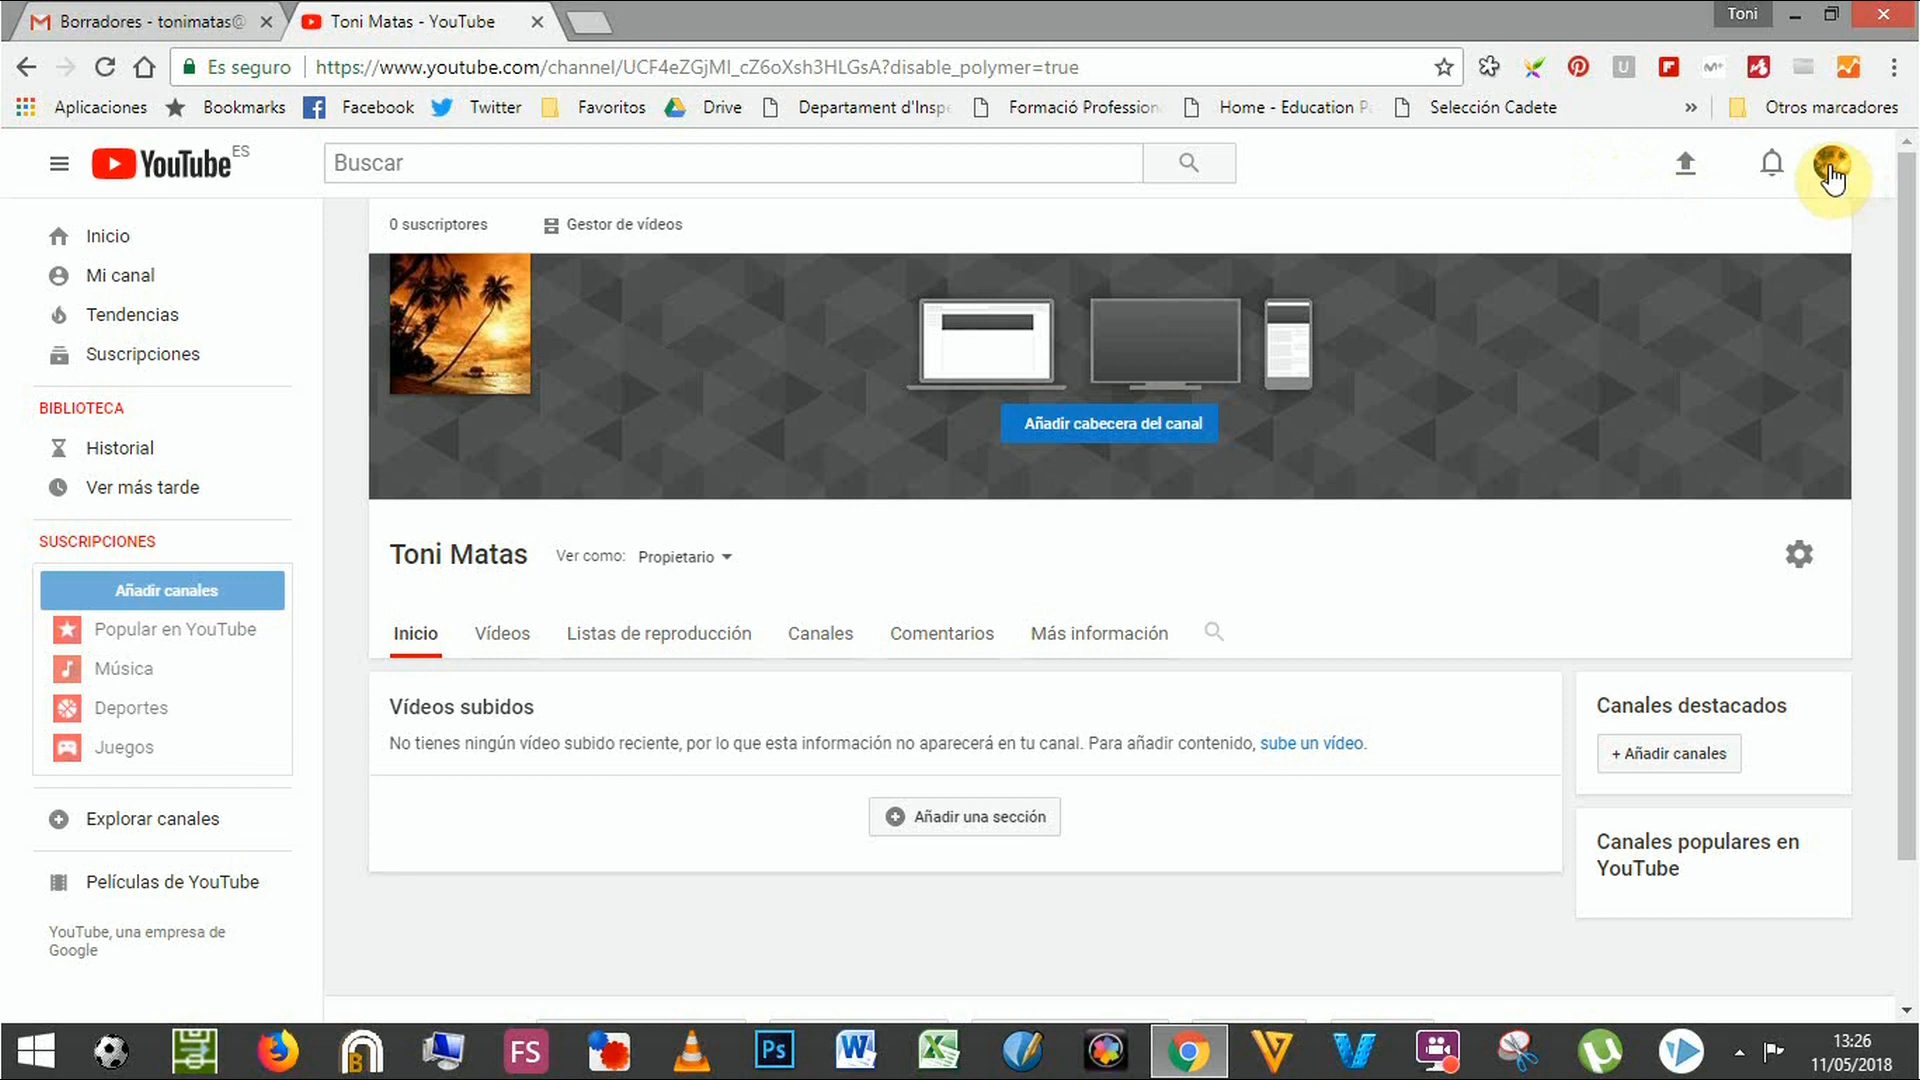 Borradores - tonimatas@
Toni Matas - YouTube
Toni
Es seguro
https://www.youtube.com/channel/UCF4eZGjMI_cZ6oXsh3HLGsA?disable_polymer=true
Aplicaciones
Bookmarks
Facebook
Twitter
Favoritos
Drive
Departament d'Inspe
Formació Profession
Home - Education P
Selección Cadete
»
Otros marcadores
YouTube ES
Buscar
Inicio
Mi canal
Tendencias
Suscripciones
BIBLIOTECA
Historial
Ver más tarde
SUSCRIPCIONES
Añadir canales
Popular en YouTube
Música
Deportes
Juegos
Explorar canales
Películas de YouTube
YouTube, una empresa de
Google
0 suscriptores
Gestor de vídeos
Añadir cabecera del canal
Toni Matas
Ver como: Propietario
Inicio
Vídeos
Listas de reproducción
Canales
Comentarios
Más información
Vídeos subidos
No tienes ningún vídeo subido reciente, por lo que esta información no aparecerá en tu canal. Para añadir contenido, sube un vídeo.
Añadir una sección
Canales destacados
+ Añadir canales
Canales populares en
YouTube
FS
Ps
13:26
11/05/2018